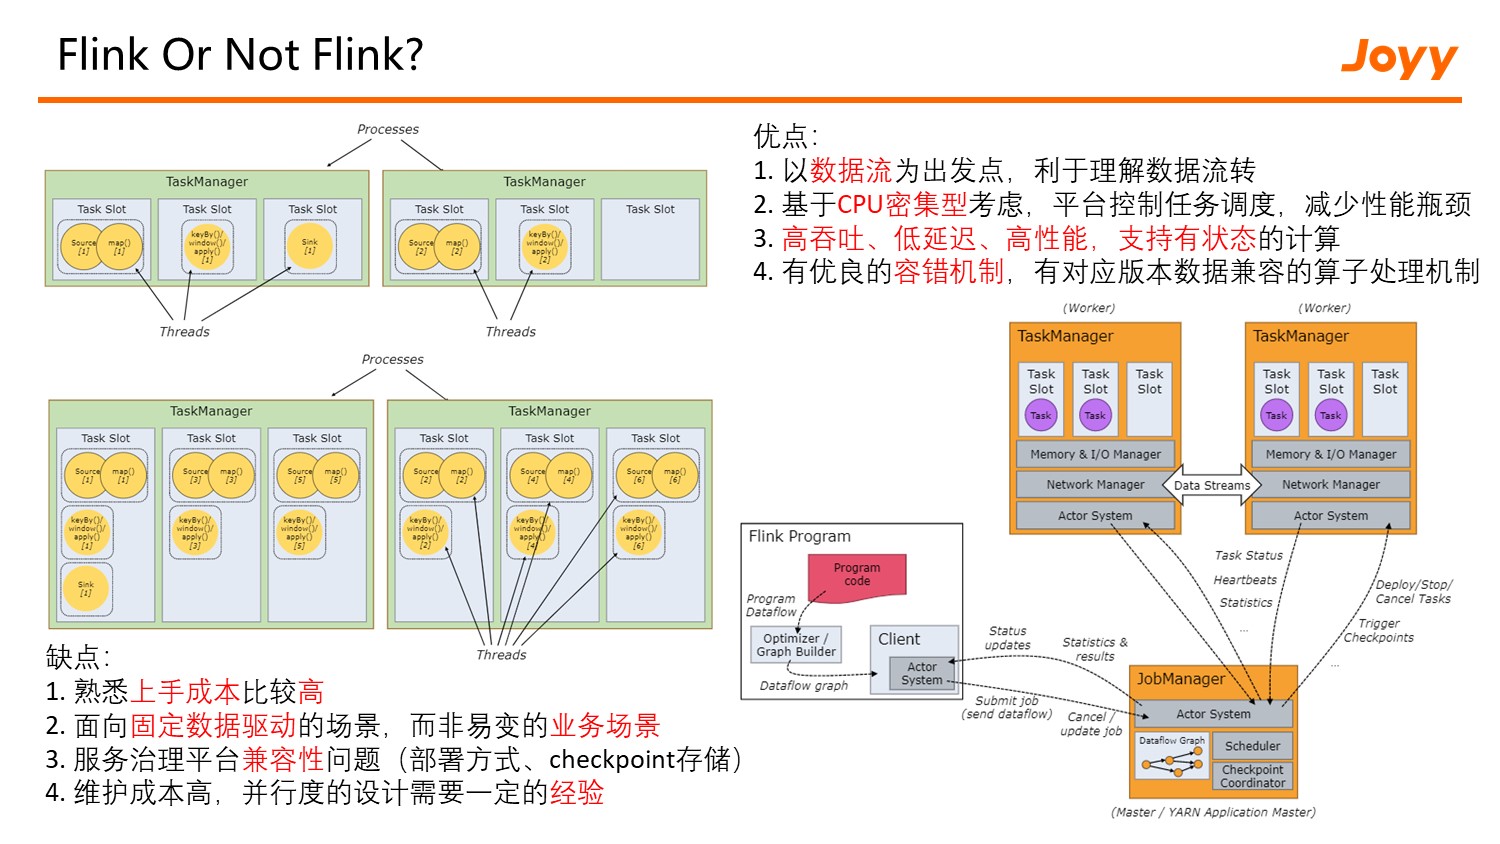 Flink Or Not Flink?
Joyy
Processes
TaskManager
Task Slot
Source
[1]
map()
[1]
Task Slot
keyBy()/
window()/
apply()
[1]
Task Slot
Sink
[1]
TaskManager
Task Slot
Source
[2]
map()
[2]
Task Slot
keyBy()/
window()/
apply()
[2]
Task Slot
Threads
Threads
Processes
TaskManager
Task Slot
Source
[1]
map()
[1]
keyBy()/
window()/
apply()
[1]
Sink
[1]
Task Slot
Source
[3]
map()
[3]
keyBy()/
window()/
apply()
[3]
Task Slot
Source
[5]
map()
[5]
keyBy()/
window()/
apply()
[5]
TaskManager
Task Slot
Source
[2]
map()
[2]
keyBy()/
window()/
apply()
[2]
Task Slot
Source
[4]
map()
[4]
keyBy()/
window()/
apply()
[4]
Task Slot
Source
[6]
map()
[6]
keyBy()/
window()/
apply()
[6]
Threads
缺点：
1. 熟悉上手成本比较高
2. 面向固定数据驱动的场景，而非易变的业务场景
3. 服务治理平台兼容性问题（部署方式、checkpoint存储）
4. 维护成本高，并行度的设计需要一定的经验
优点：
1. 以数据流为出发点，利于理解数据流转
2. 基于CPU密集型考虑，平台控制任务调度，减少性能瓶颈
3. 高吞吐、低延迟、高性能，支持有状态的计算
4. 有优良的容错机制，有对应版本数据兼容的算子处理机制
(Worker)
TaskManager
Task
Slot
Task
Task
Slot
Task
Task
Slot
Memory & I/O Manager
Network Manager
Actor System
(Worker)
TaskManager
Task
Slot
Task
Task
Slot
Task
Task
Slot
Memory & I/O Manager
Network Manager
Actor System
Data Streams
Flink Program
Program
code
Program
Dataflow
Optimizer /
Graph Builder
Dataflow graph
Client
Actor
System
Status
updates
Statistics &
results
Submit job
(send dataflow)
Cancel /
update job
Task Status
Heartbeats
Statistics
...
Deploy/Stop/
Cancel Tasks
Trigger
Checkpoints
...
JobManager
Actor System
Dataflow Graph
Scheduler
Checkpoint
Coordinator
(Master / YARN Application Master)